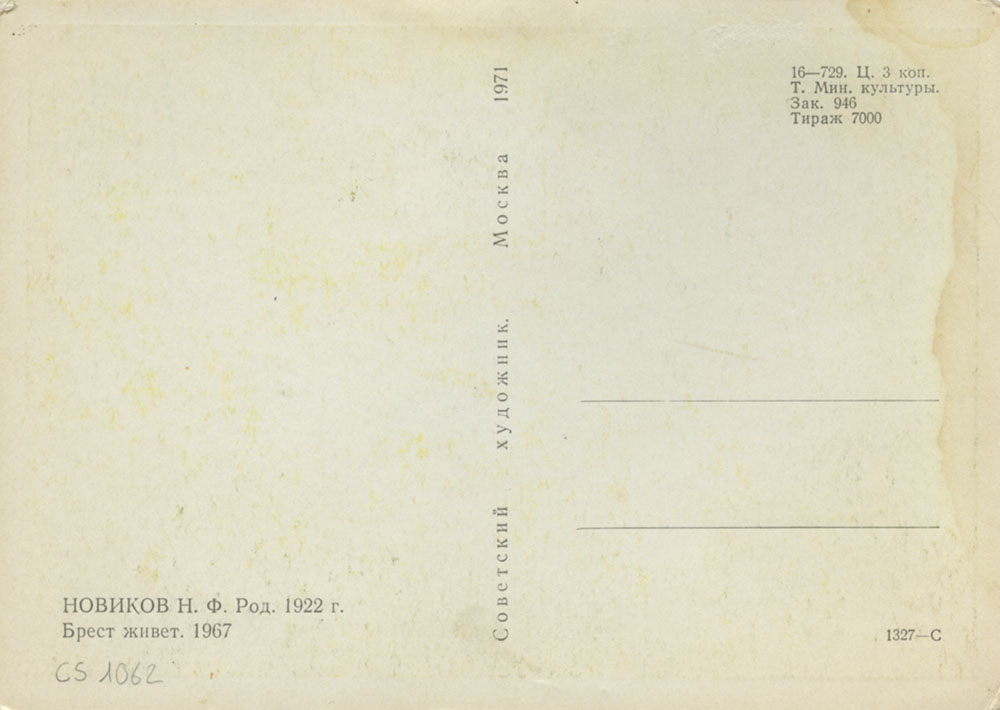 16—729. Ц. 3 коп.
Т. Мин. культуры.
Зак. 946
Тираж 7000
Советский художник. Москва 1971
НОВИКОВ Н. Ф. Род. 1922 г.
Брест живет. 1967
CS 1062
1327—С